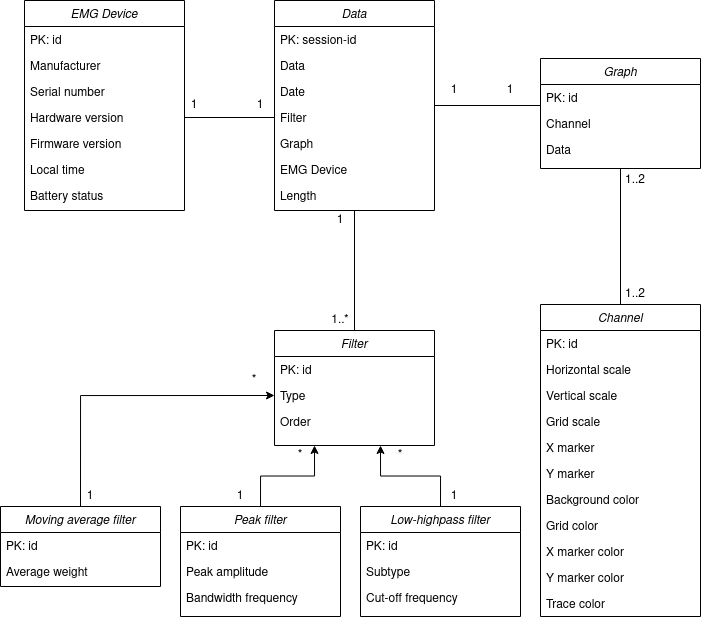 EMG Device
PK: id
Manufacturer
Serial number
Hardware version
Firmware version
Local time
Battery status
1
1
Data
PK: session-id
Data
Date
Filter
Graph
EMG Device
Length
1
1
Graph
PK: id
Channel
Data
1..2
1..2
1
1..*
Filter
PK: id
Type
Order
*
*
*
Channel
PK: id
Horizontal scale
Vertical scale
Grid scale
X marker
Y marker
Background color
Grid color
X marker color
Y marker color
Trace color
1
Moving average filter
PK: id
Average weight
1
Peak filter
PK: id
Peak amplitude
Bandwidth frequency
1
Low-highpass filter
PK: id
Subtype
Cut-off frequency